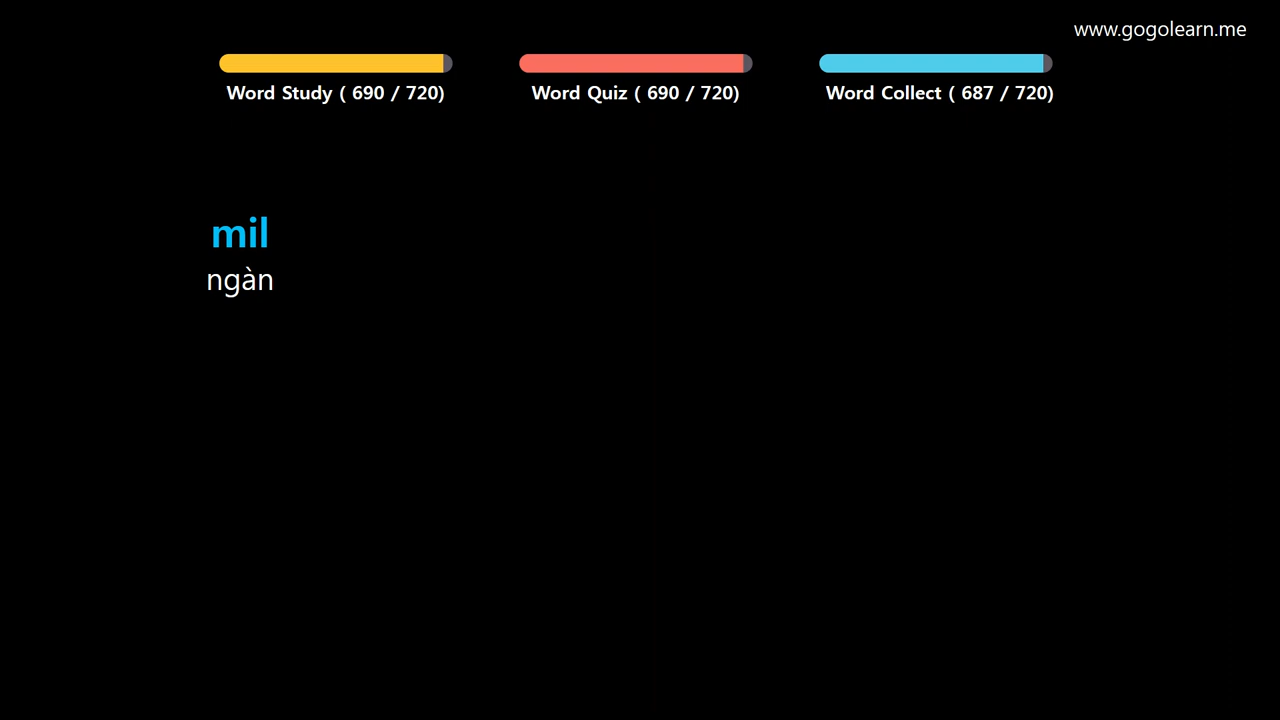 www.gogolearn.me
Word Study ( 690 / 720)
Word Quiz ( 690 / 720)
Word Collect ( 687 / 720)
mil
ngàn